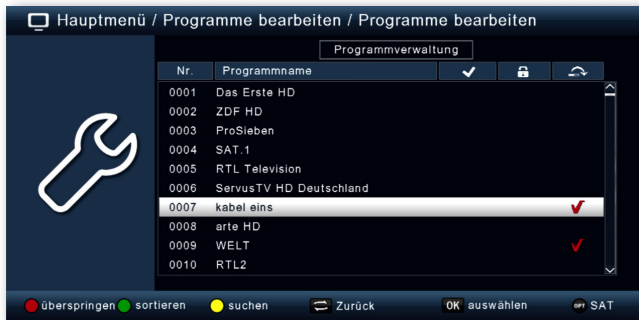 Hauptmenü / Programme bearbeiten / Programme bearbeiten
Programmverwaltung
Nr. Programmname
0001 Das Erste HD
0002 ZDF HD
0003 ProSieben
0004 SAT.1
0005 RTL Television
0006 ServusTV HD Deutschland
0007 kabel eins
0008 arte HD
0009 WELT
0010 RTL2
überspringen sortieren suchen Zurück OK auswählen OPT SAT